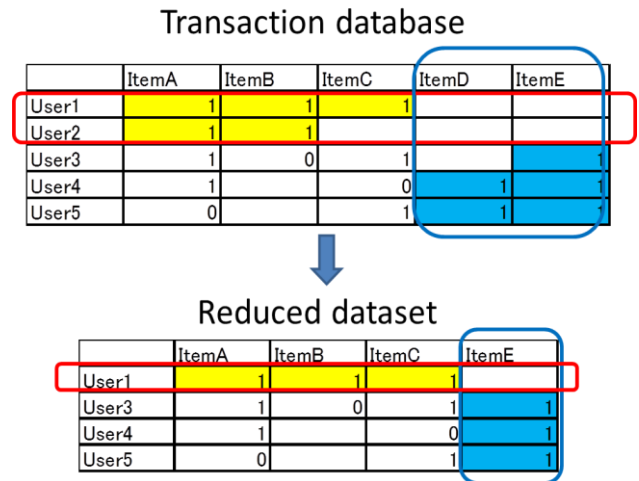 Transaction database
ItemA ItemB ItemC ItemD ItemE
User1 1 1 1
User2 1 1
User3 1 0 1 1
User4 1 0 1 1
User5 0 1 1 1
Reduced dataset
ItemA ItemB ItemC ItemE
User1 1 1 1
User3 1 0 1 1
User4 1 0 1
User5 0 1 1